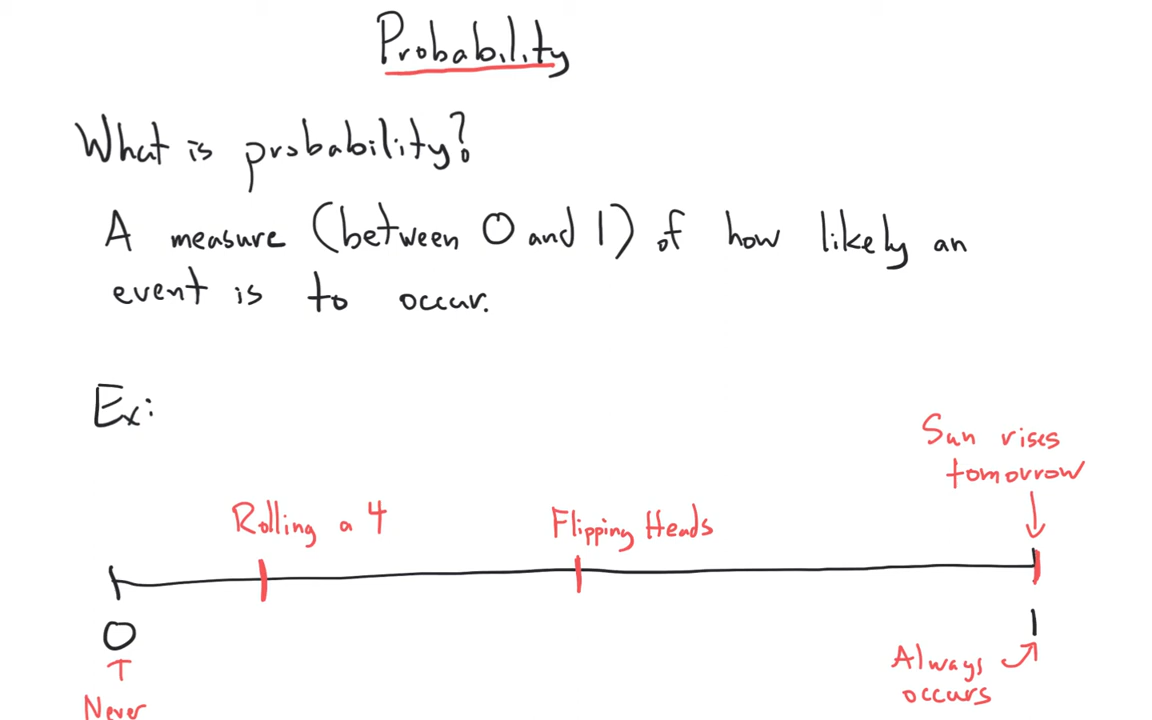 Probability
What is probability?
A measure (between 0 and 1) of how likely an
event is to occur.
Ex:
Sun rises
tomorrow
Rolling a 4
Flipping Heads
0
1
Never
Always
occurs